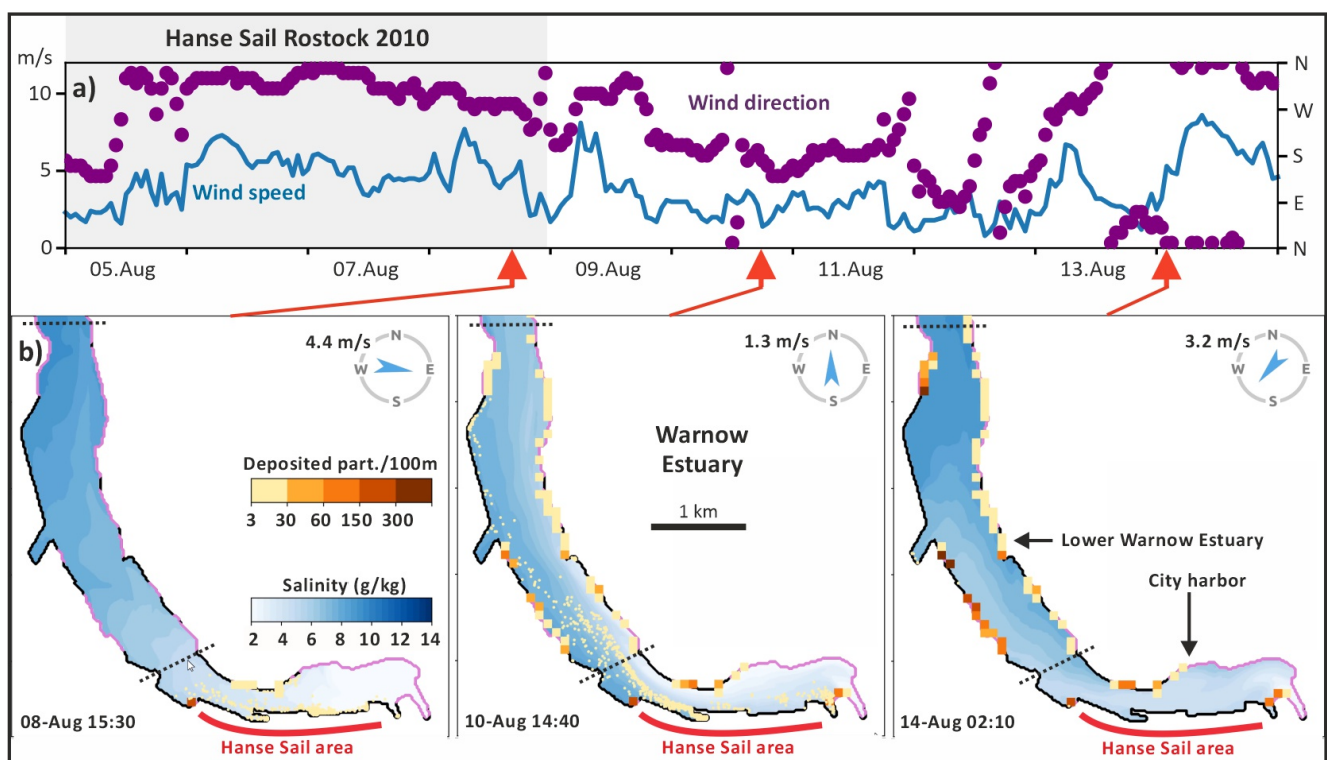 Hanse Sail Rostock 2010
m/s
a)
10
5
0
Wind direction
Wind speed
N
W
S
E
N
05.Aug
07.Aug
09.Aug
11.Aug
13.Aug
b)
4.4 m/s
N
W
E
S
Deposited part./100m
3 30 60 150 300
Salinity (g/kg)
2 4 6 8 10 12 14
08-Aug 15:30
Hanse Sail area
1.3 m/s
N
W
E
S
Warnow
Estuary
1 km
10-Aug 14:40
Hanse Sail area
3.2 m/s
N
W
E
S
Lower Warnow Estuary
City harbor
14-Aug 02:10
Hanse Sail area